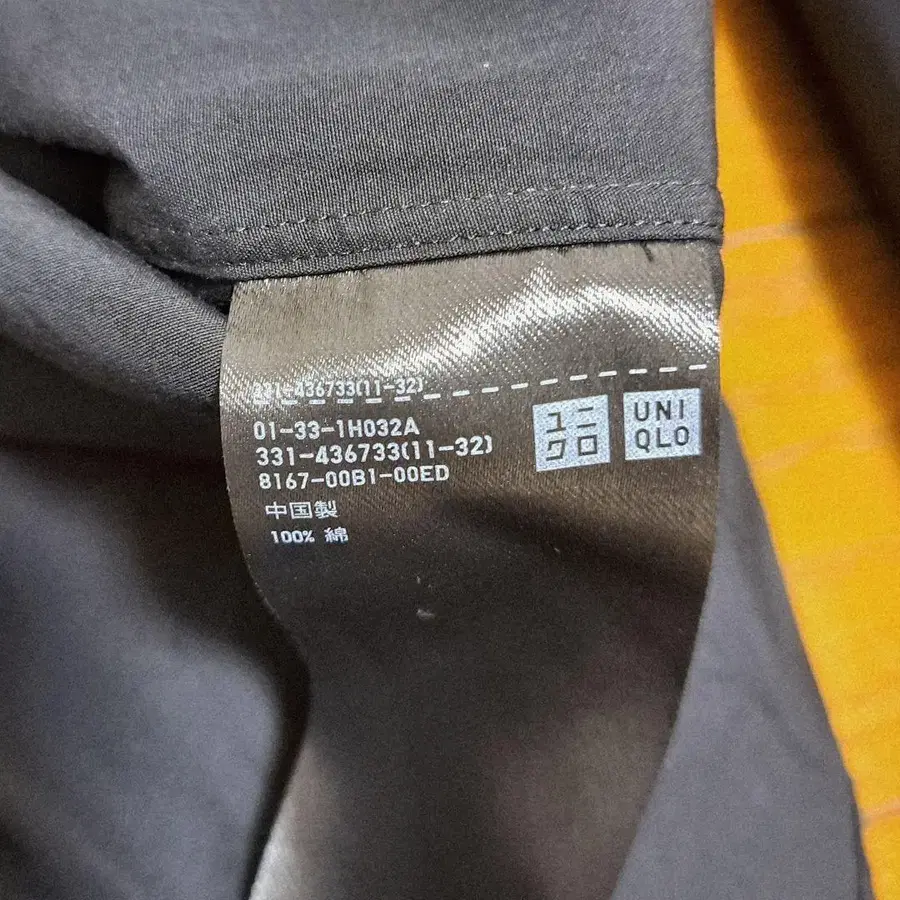 331-436733(11-32)
01-33-1H032A
331-436733(11-32)
8167-00B1-00ED
中国製
100% 綿
ユニ
クロ
UNI
QLO